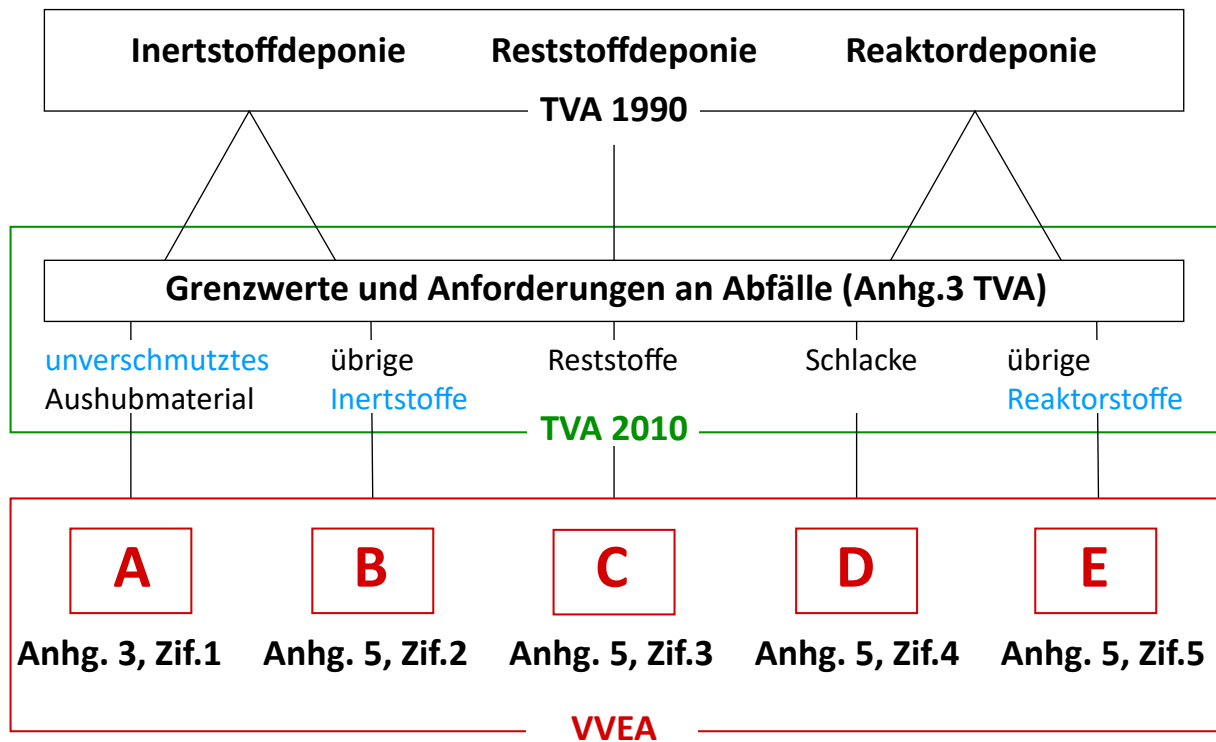 Inertstoffdeponie Reststoffdeponie Reaktordeponie
TVA 1990
Grenzwerte und Anforderungen an Abfälle (Anhg.3 TVA)
unverschmutztes übrige Reststoffe Schlacke übrige
Aushubmaterial Inertstoffe Reaktorstoffe
TVA 2010
A B C D E
Anhg. 3, Zif.1 Anhg. 5, Zif.2 Anhg. 5, Zif.3 Anhg. 5, Zif.4 Anhg. 5, Zif.5
VVEA